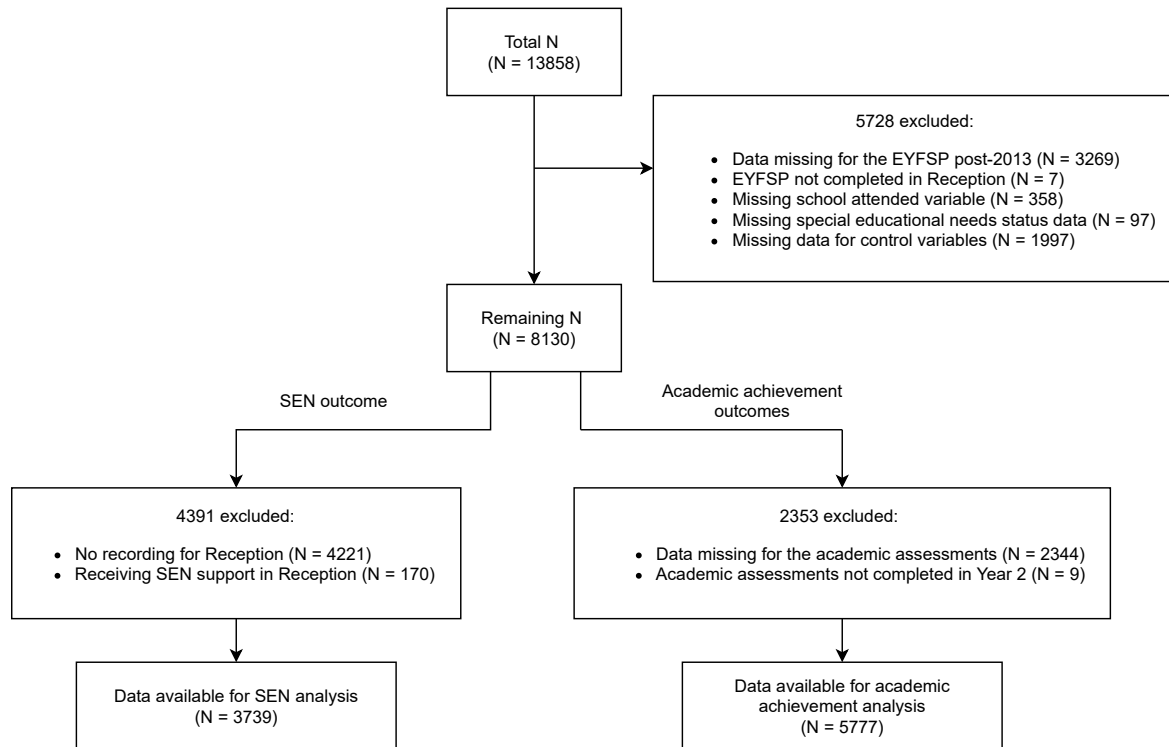 Total N
(N = 13858)
5728 excluded:
• Data missing for the EYFSP post-2013 (N = 3269)
• EYFSP not completed in Reception (N = 7)
• Missing school attended variable (N = 358)
• Missing special educational needs status data (N = 97)
• Missing data for control variables (N = 1997)
Remaining N
(N = 8130)
SEN outcome
Academic achievement
outcomes
4391 excluded:
• No recording for Reception (N = 4221)
• Receiving SEN support in Reception (N = 170)
2353 excluded:
• Data missing for the academic assessments (N = 2344)
• Academic assessments not completed in Year 2 (N = 9)
Data available for SEN analysis
(N = 3739)
Data available for academic
achievement analysis
(N = 5777)